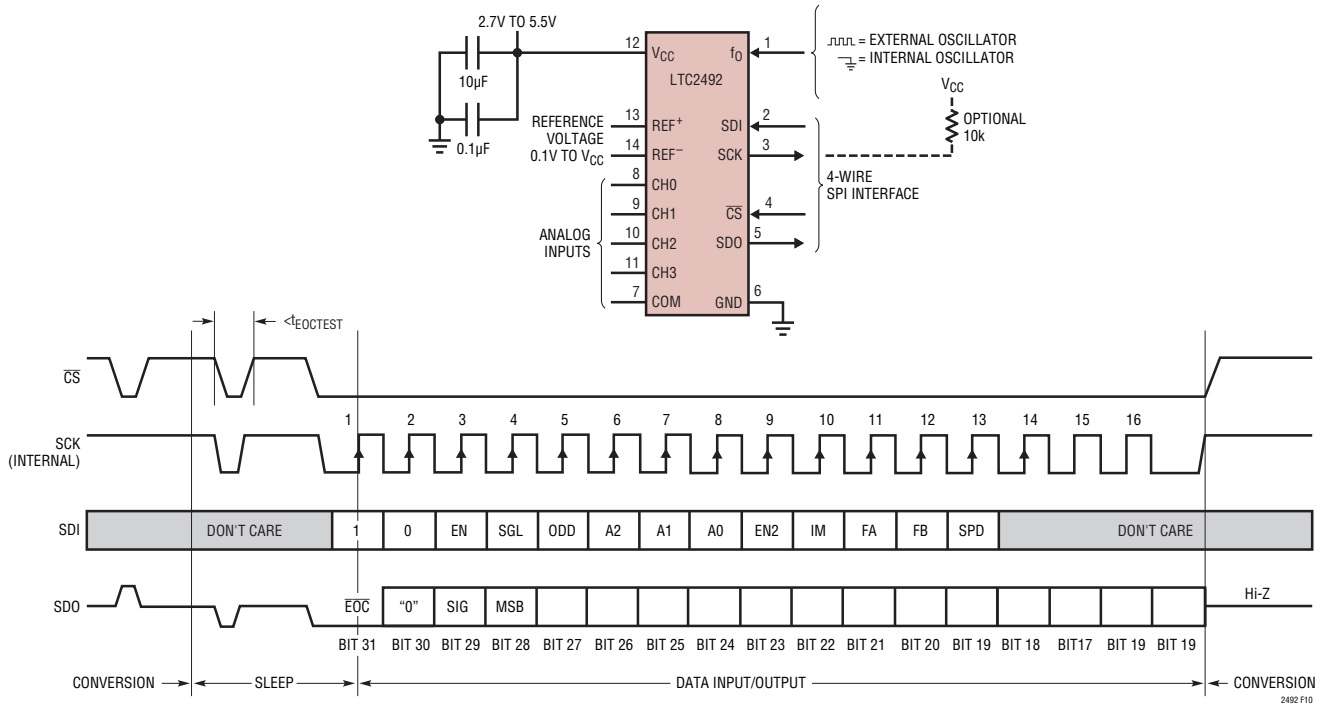 2.7V TO 5.5V
10µF
0.1µF
12
VCC
fO
1
= EXTERNAL OSCILLATOR
= INTERNAL OSCILLATOR
LTC2492
VCC
OPTIONAL
10k
REFERENCE
VOLTAGE
0.1V TO VCC
13
REF+
14
REF−
SDI
2
SCK
3
8
CH0
9
CH1
10
CH2
11
CH3
7
COM
ANALOG
INPUTS
CS
4
SDO
5
GND
6
4-WIRE
SPI INTERFACE
<tEOCTEST
CS
1 2 3 4 5 6 7 8 9 10 11 12 13 14 15 16
SCK
(INTERNAL)
SDI DON'T CARE 1 0 EN SGL ODD A2 A1 A0 EN2 IM FA FB SPD DON'T CARE
SDO EOC “0” SIG MSB Hi-Z
BIT 31 BIT 30 BIT 29 BIT 28 BIT 27 BIT 26 BIT 25 BIT 24 BIT 23 BIT 22 BIT 21 BIT 20 BIT 19 BIT 18 BIT17 BIT 19 BIT 19
CONVERSION SLEEP DATA INPUT/OUTPUT CONVERSION
2492 F10